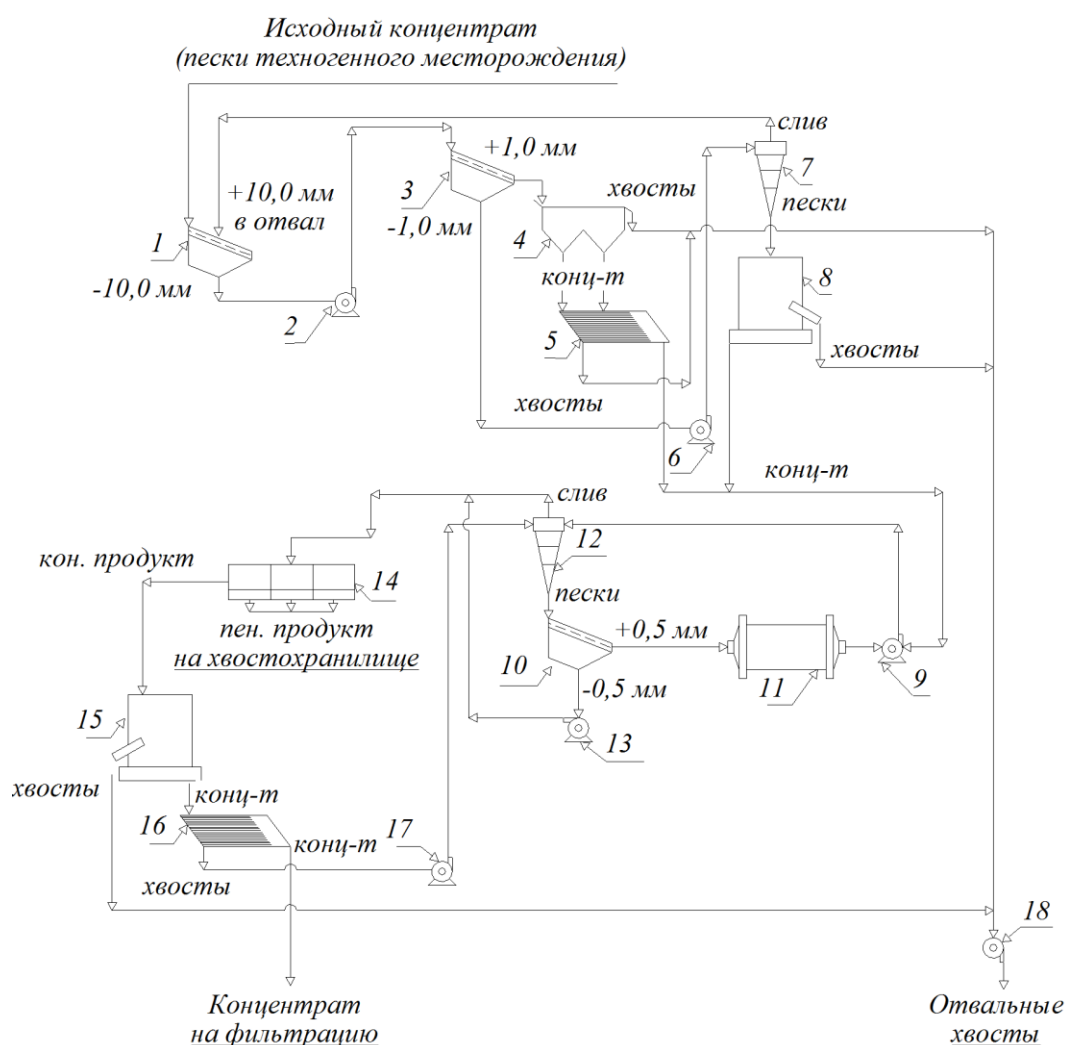 Исходный концентрат
(пески техногенного месторождения)
слив
+1,0 мм
3
-1,0 мм
хвосты
7
пески
+10,0 мм
в отвал
1
-10,0 мм
2
4
конц-т
5
хвосты
8
хвосты
6
конц-т
слив
12
пески
кон. продукт
14
пен. продукт
на хвостохранилище
+0,5 мм
10
-0,5 мм
11
9
13
15
хвосты
конц-т
16
конц-т
17
хвосты
18
Концентрат
на фильтрацию
Отвальные
хвосты